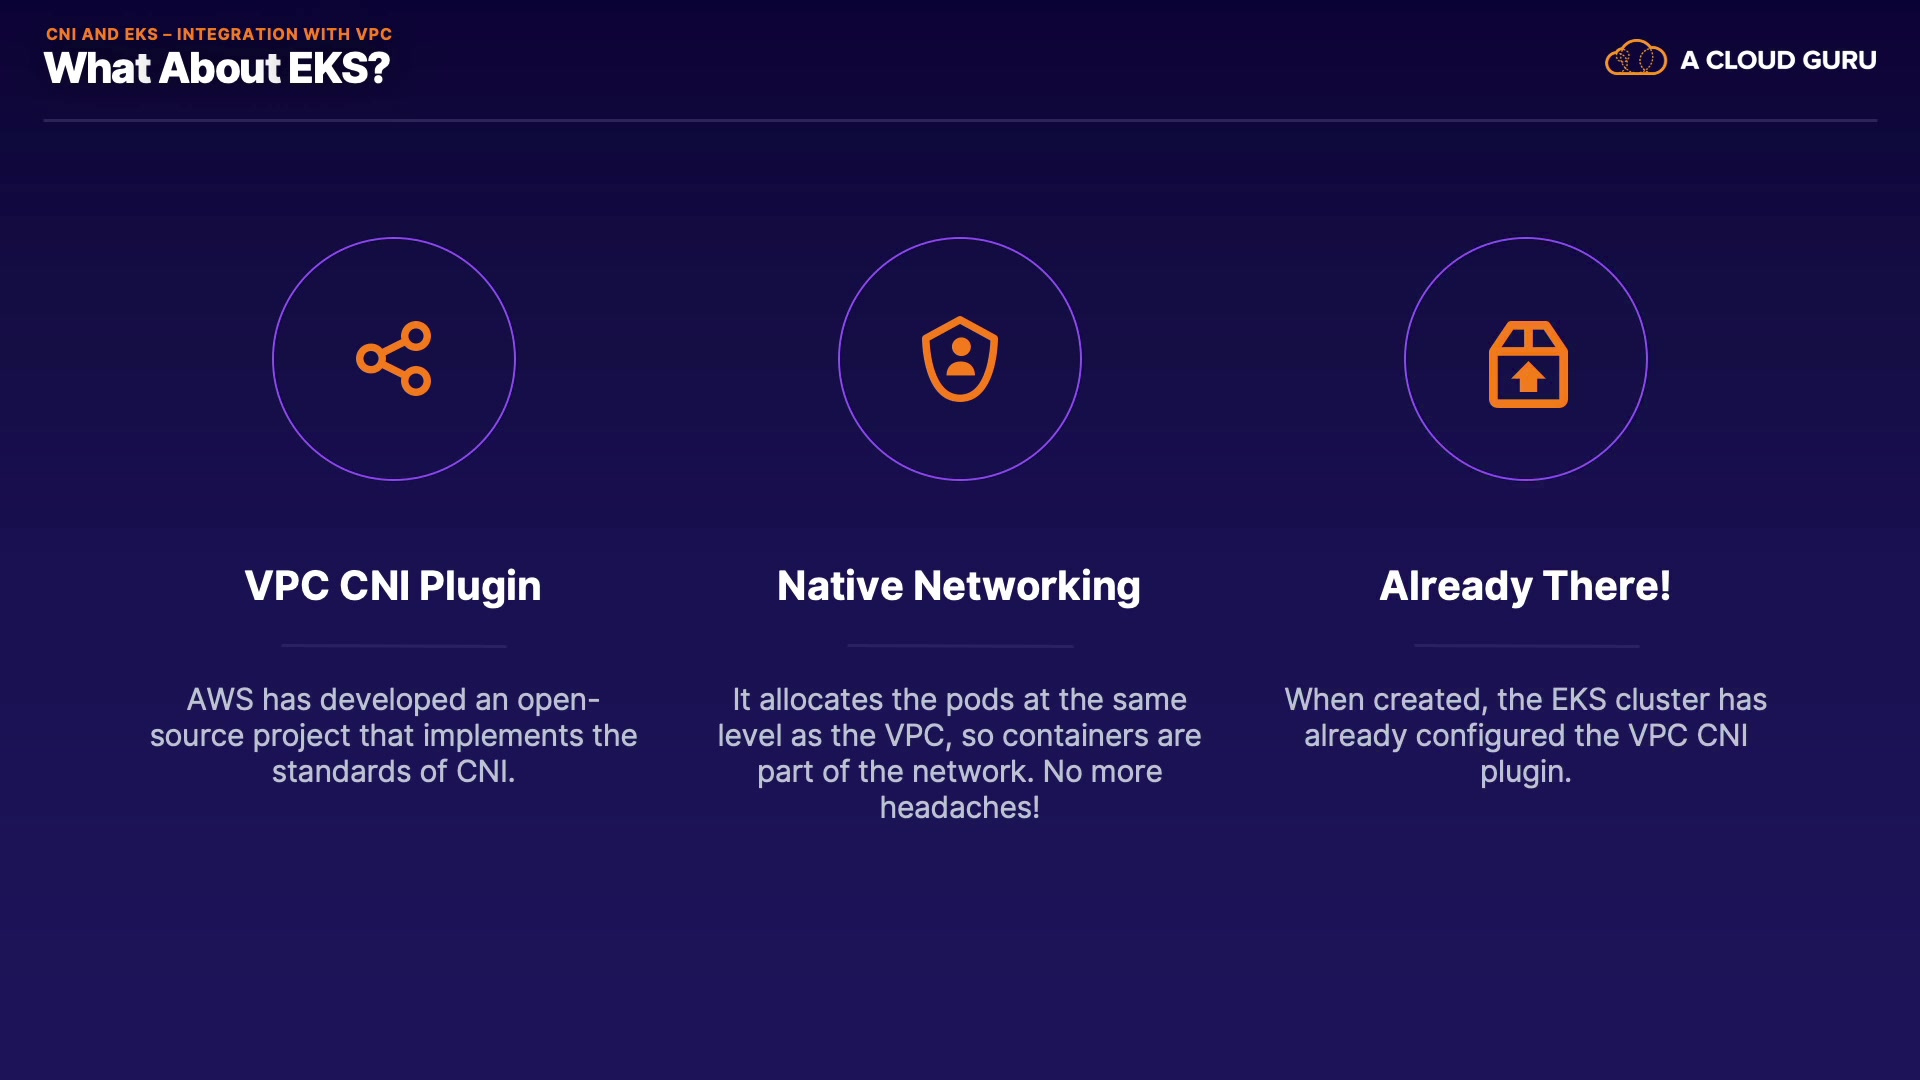 CNI AND EKS – INTEGRATION WITH VPC
What About EKS?
A CLOUD GURU
VPC CNI Plugin
AWS has developed an open-
source project that implements the
standards of CNI.
Native Networking
It allocates the pods at the same
level as the VPC, so containers are
part of the network. No more
headaches!
Already There!
When created, the EKS cluster has
already configured the VPC CNI
plugin.